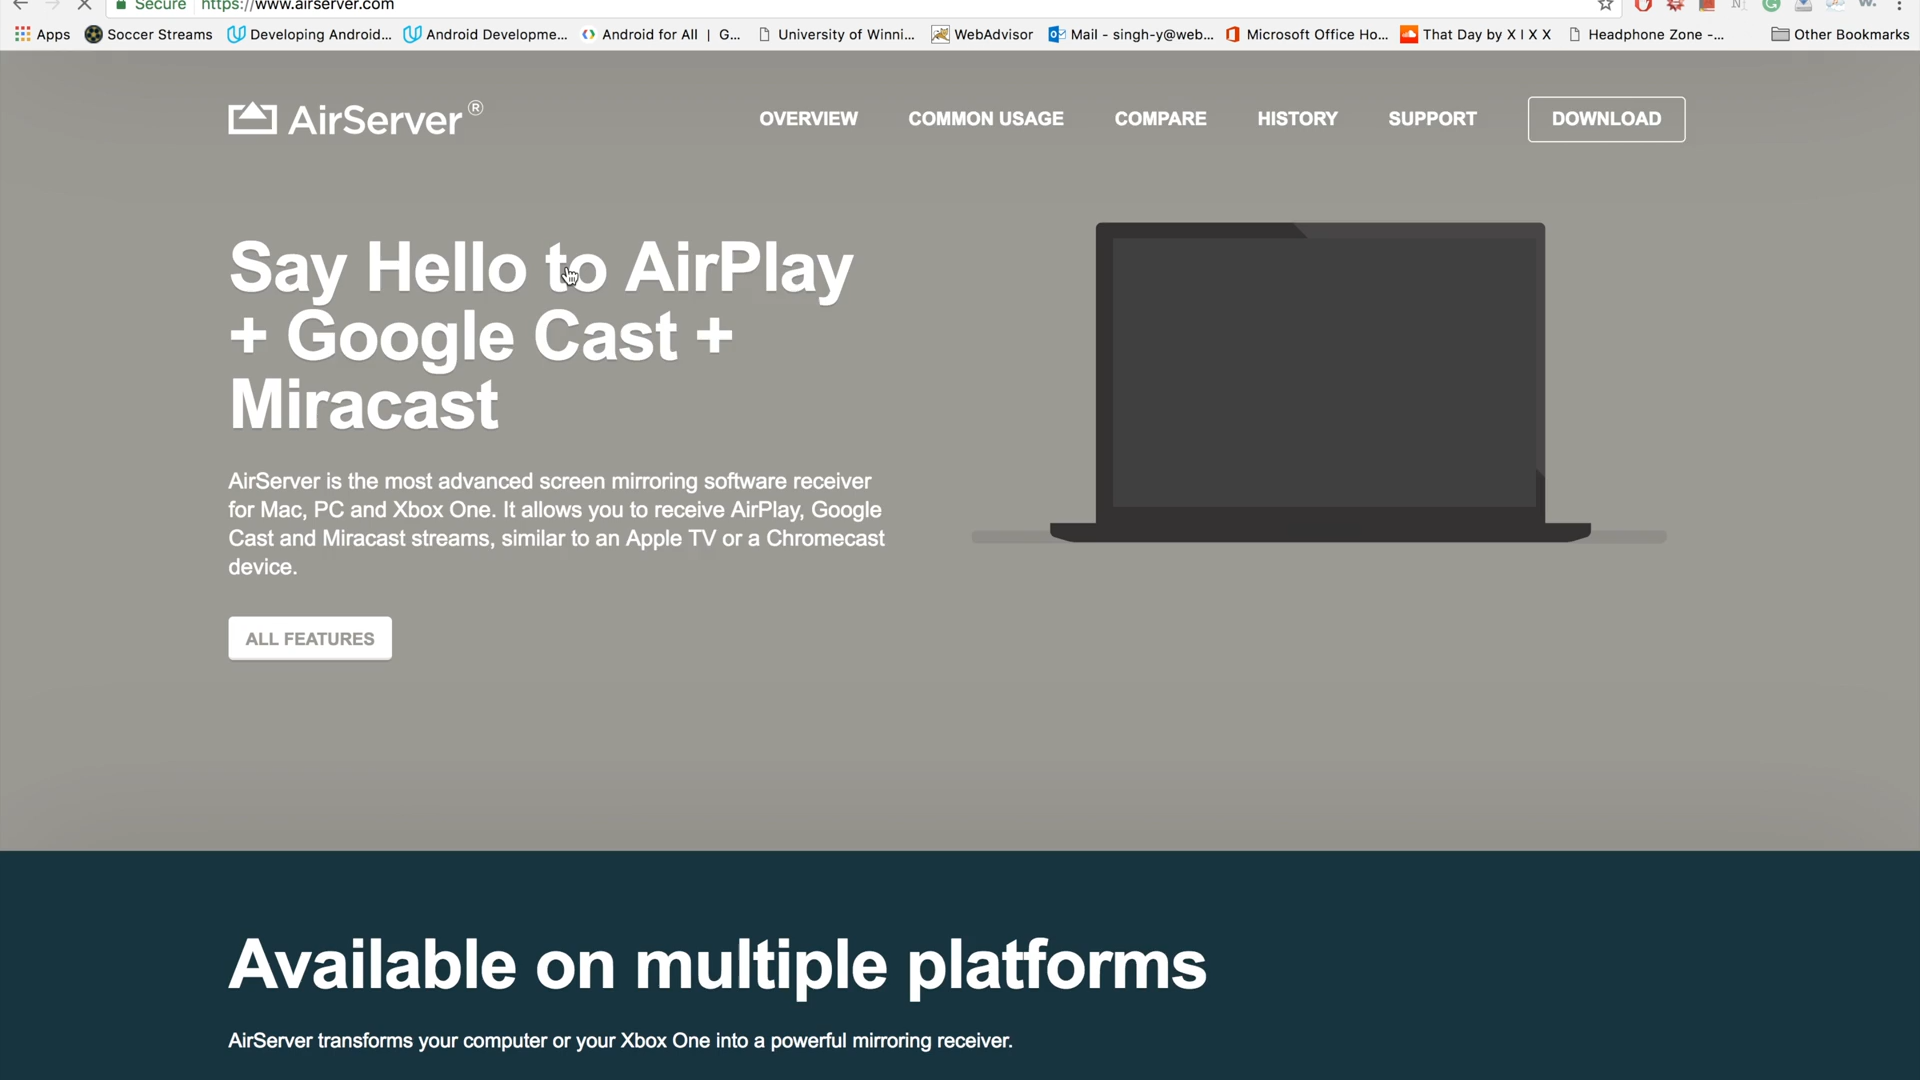 Secure https://www.airserver.com
Apps Soccer Streams Developing Android... Android Developme... Android for All | G... University of Winni... WebAdvisor Mail - singh-y@web... Microsoft Office Ho... That Day by X I X X Headphone Zone -... Other Bookmarks
AirServer®
OVERVIEW COMMON USAGE COMPARE HISTORY SUPPORT DOWNLOAD
Say Hello to AirPlay
+ Google Cast +
Miracast
AirServer is the most advanced screen mirroring software receiver
for Mac, PC and Xbox One. It allows you to receive AirPlay, Google
Cast and Miracast streams, similar to an Apple TV or a Chromecast
device.
ALL FEATURES
Available on multiple platforms
AirServer transforms your computer or your Xbox One into a powerful mirroring receiver.